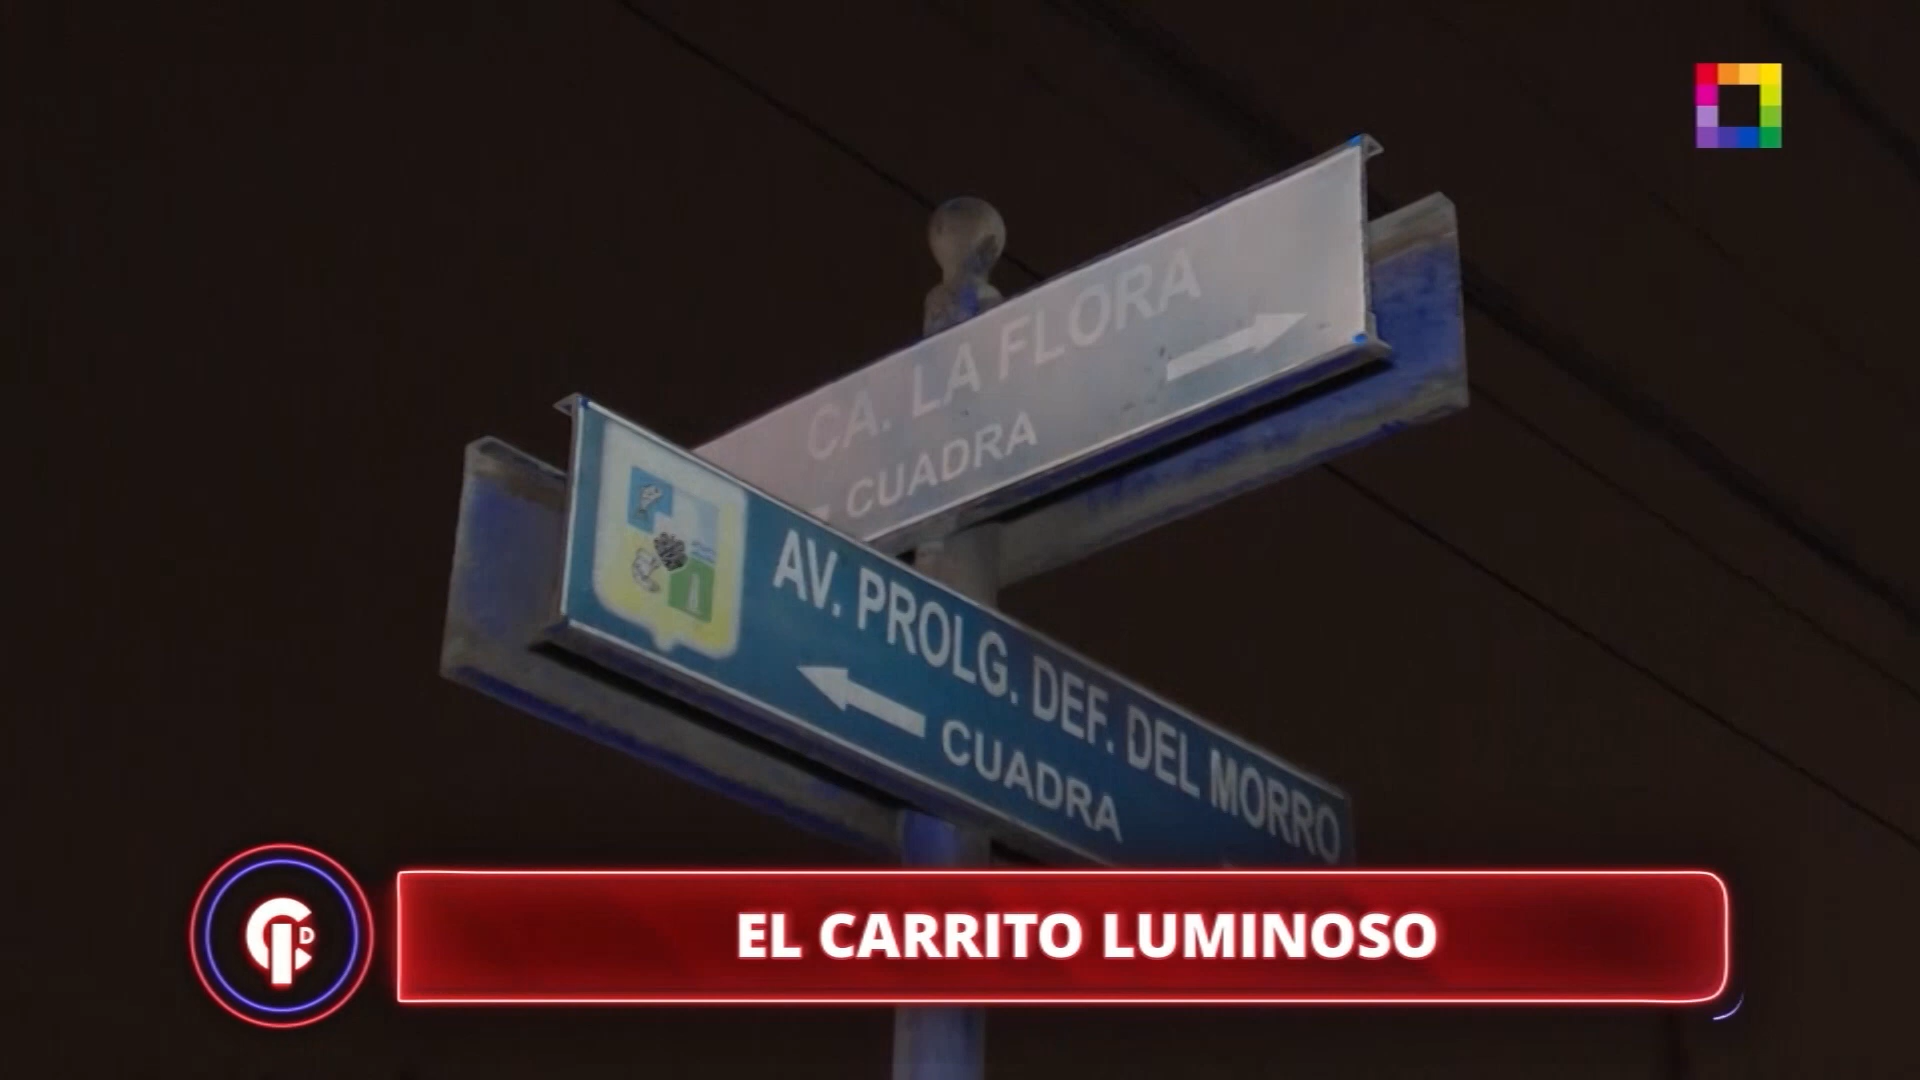 CA. LA FLORA
CUADRA
AV. PROLG. DEF. DEL MORRO
CUADRA
EL CARRITO LUMINOSO